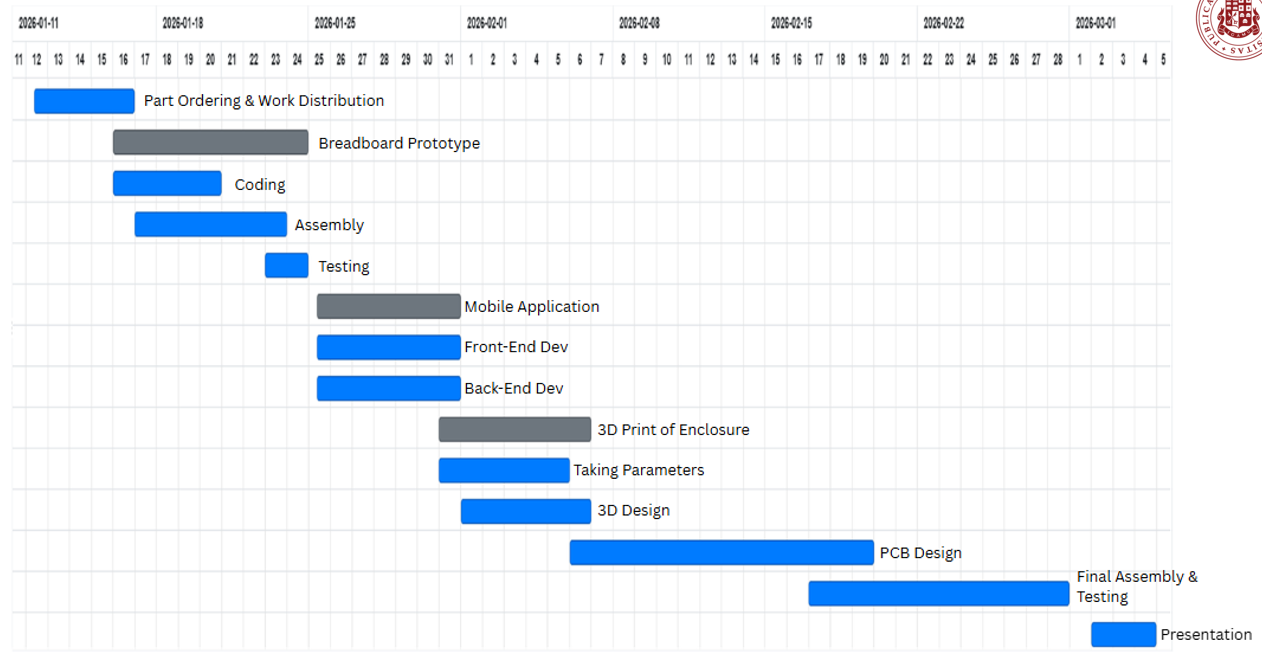 2026-01-11 2026-01-18 2026-01-25 2026-02-01 2026-02-08 2026-02-15 2026-02-22 2026-03-01
11 12 13 14 15 16 17 18 19 20 21 22 23 24 25 26 27 28 29 30 31 1 2 3 4 5 6 7 8 9 10 11 12 13 14 15 16 17 18 19 20 21 22 23 24 25 26 27 28 1 2 3 4 5
Part Ordering & Work Distribution
Breadboard Prototype
Coding
Assembly
Testing
Mobile Application
Front-End Dev
Back-End Dev
3D Print of Enclosure
Taking Parameters
3D Design
PCB Design
Final Assembly &
Testing
Presentation